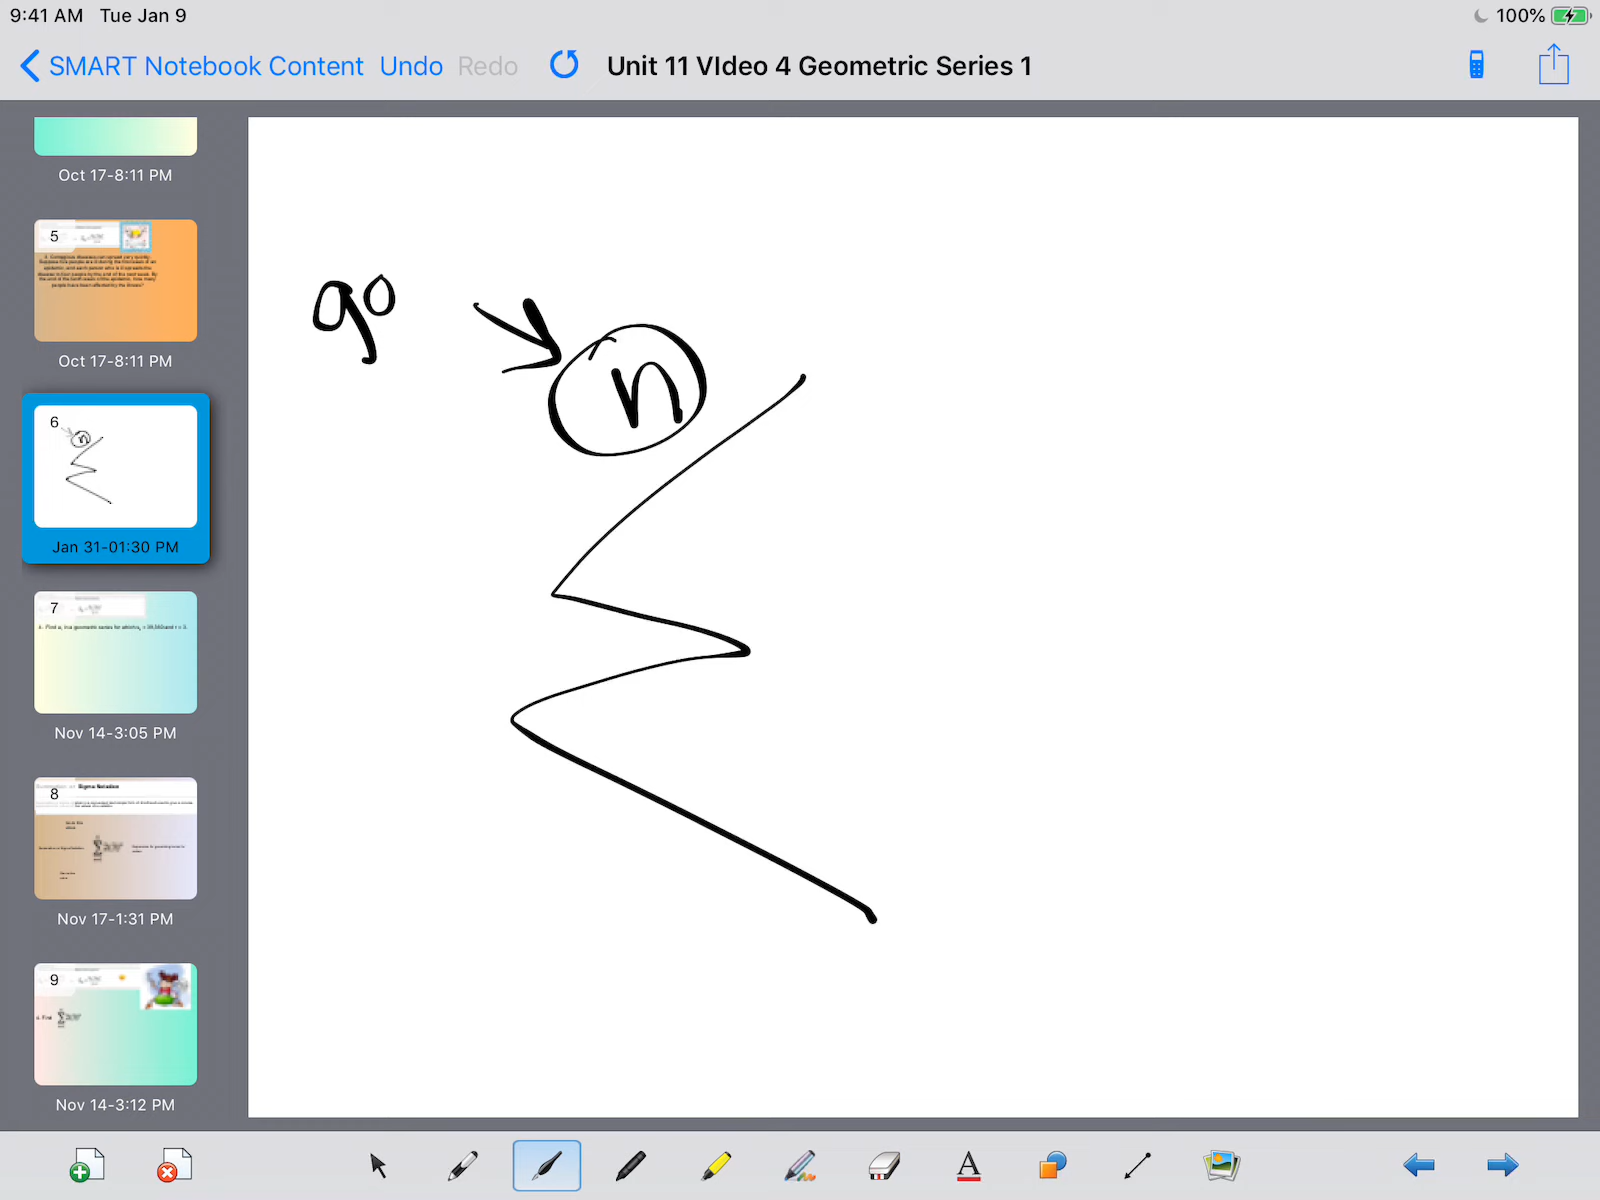 9:41 AM Tue Jan 9
100%
SMART Notebook Content Undo Redo Unit 11 VIdeo 4 Geometric Series 1
Oct 17-8:11 PM
5
Oct 17-8:11 PM
6
n
Jan 31-01:30 PM
7
Nov 14-3:05 PM
8
Sigma Notation
Nov 17-1:31 PM
9
Nov 14-3:12 PM
go
n
A